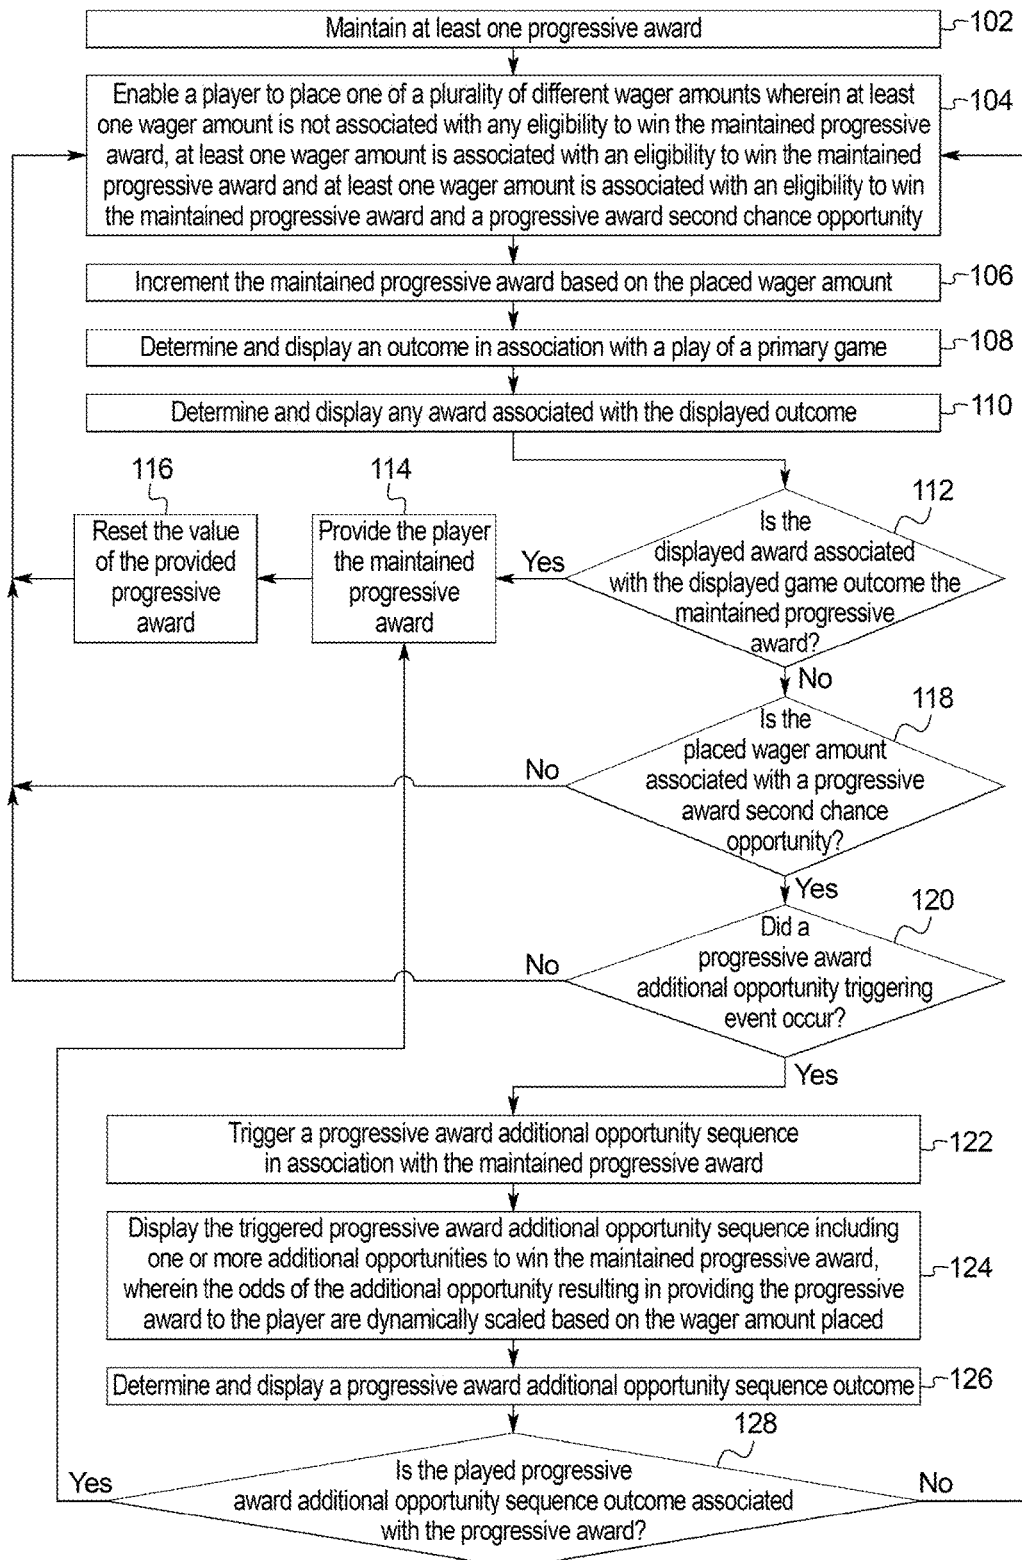 Maintain at least one progressive award
102
Enable a player to place one of a plurality of different wager amounts wherein at least
one wager amount is not associated with any eligibility to win the maintained progressive
award, at least one wager amount is associated with an eligibility to win the maintained
progressive award and at least one wager amount is associated with an eligibility to win
the maintained progressive award and a progressive award second chance opportunity
104
Increment the maintained progressive award based on the placed wager amount
106
Determine and display an outcome in association with a play of a primary game
108
Determine and display any award associated with the displayed outcome
110
116
Reset the value
of the provided
progressive
award
114
Provide the player
the maintained
progressive
award
Yes
112
Is the
displayed award associated
with the displayed game outcome the
maintained progressive
award?
No
118
Is the
placed wager amount
associated with a progressive
award second chance
opportunity?
No
Yes
120
Did a
progressive award
additional opportunity triggering
event occur?
No
Yes
Trigger a progressive award additional opportunity sequence
in association with the maintained progressive award
122
Display the triggered progressive award additional opportunity sequence including
one or more additional opportunities to win the maintained progressive award,
wherein the odds of the additional opportunity resulting in providing the progressive
award to the player are dynamically scaled based on the wager amount placed
124
Determine and display a progressive award additional opportunity sequence outcome
126
128
Is the played progressive
award additional opportunity sequence outcome associated
with the progressive award?
Yes
No